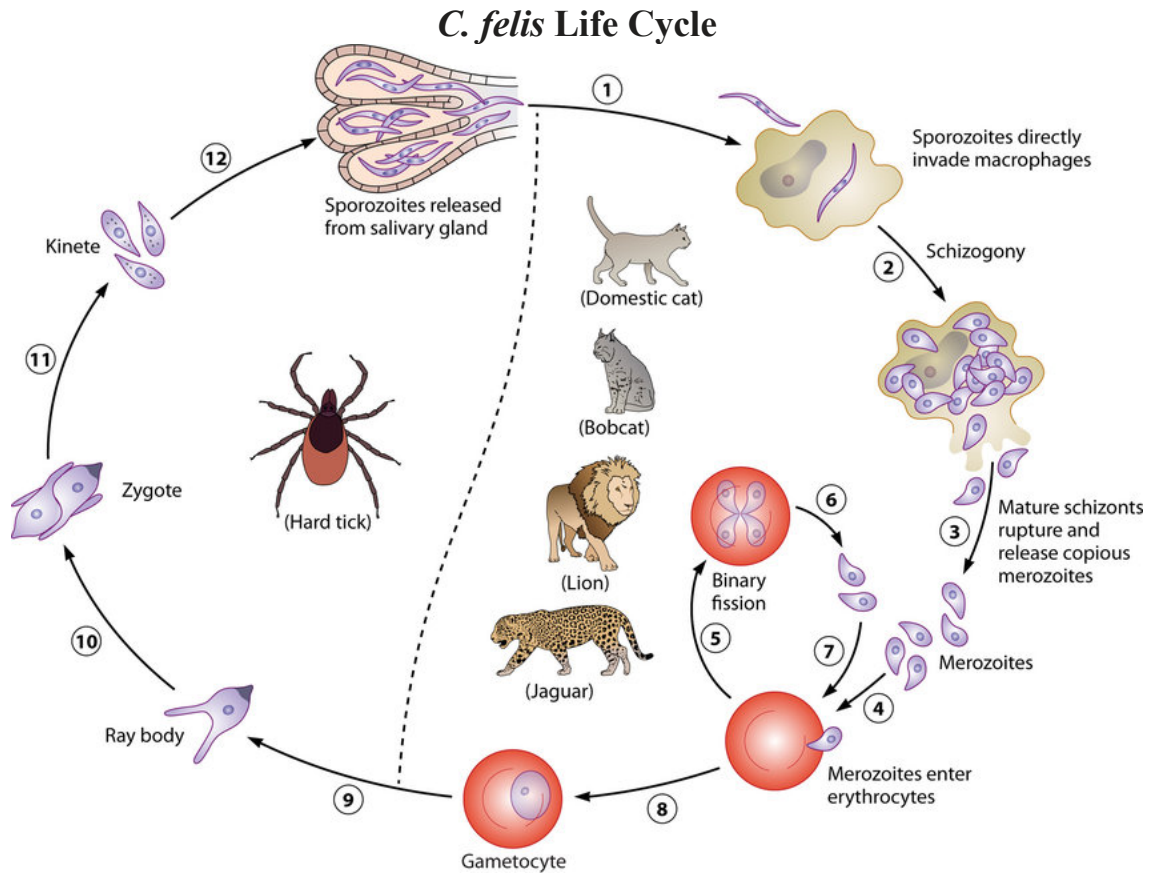 C. felis Life Cycle
1
Sporozoites directly
invade macrophages
12
Sporozoites released
from salivary gland
Kinete
2
Schizogony
(Domestic cat)
11
(Bobcat)
Zygote
(Hard tick)
6
3
Mature schizonts
rupture and
release copious
merozoites
(Lion)
Binary
fission
10
5
7
Merozoites
(Jaguar)
4
Ray body
Merozoites enter
erythrocytes
9
8
Gametocyte